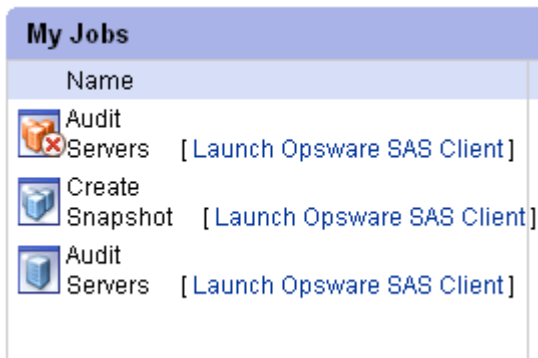 My Jobs
Name
Audit
Servers [ Launch Opsware SAS Client ]
Create
Snapshot [ Launch Opsware SAS Client ]
Audit
Servers [ Launch Opsware SAS Client ]